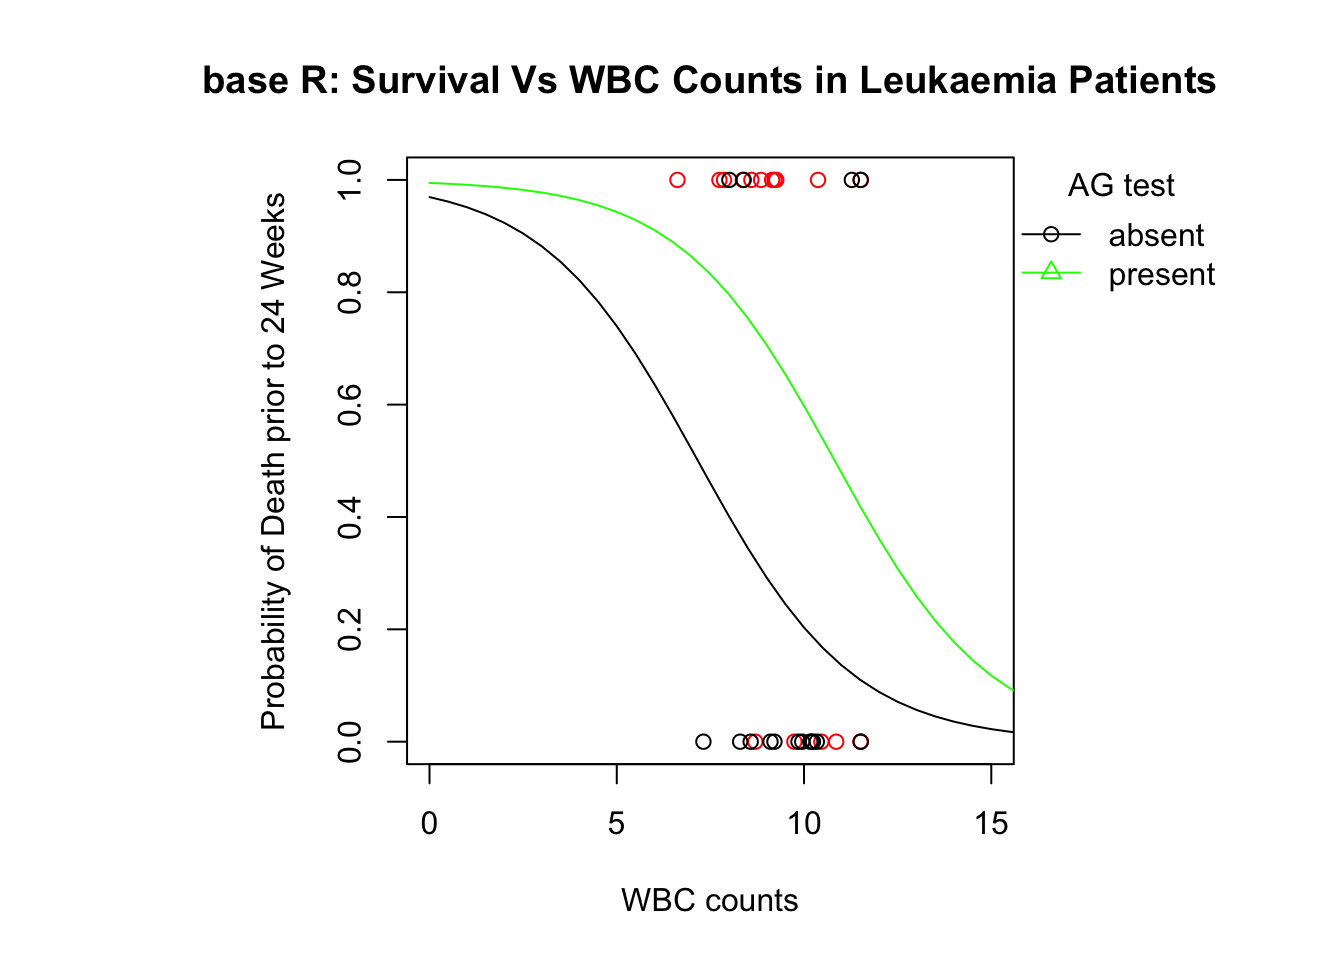 base R: Survival Vs WBC Counts in Leukaemia Patients
Probability of Death prior to 24 Weeks
1.0
0.8
0.6
0.4
0.2
0.0
0 5 10 15
WBC counts
AG test
absent
present